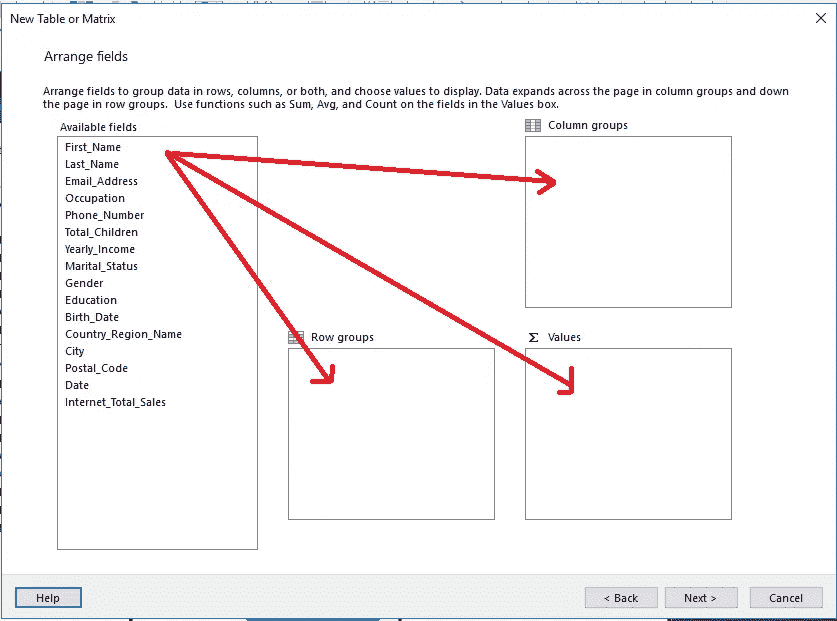 New Table or Matrix
Arrange fields
Arrange fields to group data in rows, columns, or both, and choose values to display. Data expands across the page in column groups and down
the page in row groups. Use functions such as Sum, Avg, and Count on the fields in the Values box.
Available fields
First_Name
Last_Name
Email_Address
Occupation
Phone_Number
Total_Children
Yearly_Income
Marital_Status
Gender
Education
Birth_Date
Country_Region_Name
City
Postal_Code
Date
Internet_Total_Sales
Column groups
Row groups
Σ Values
Help
< Back
Next >
Cancel